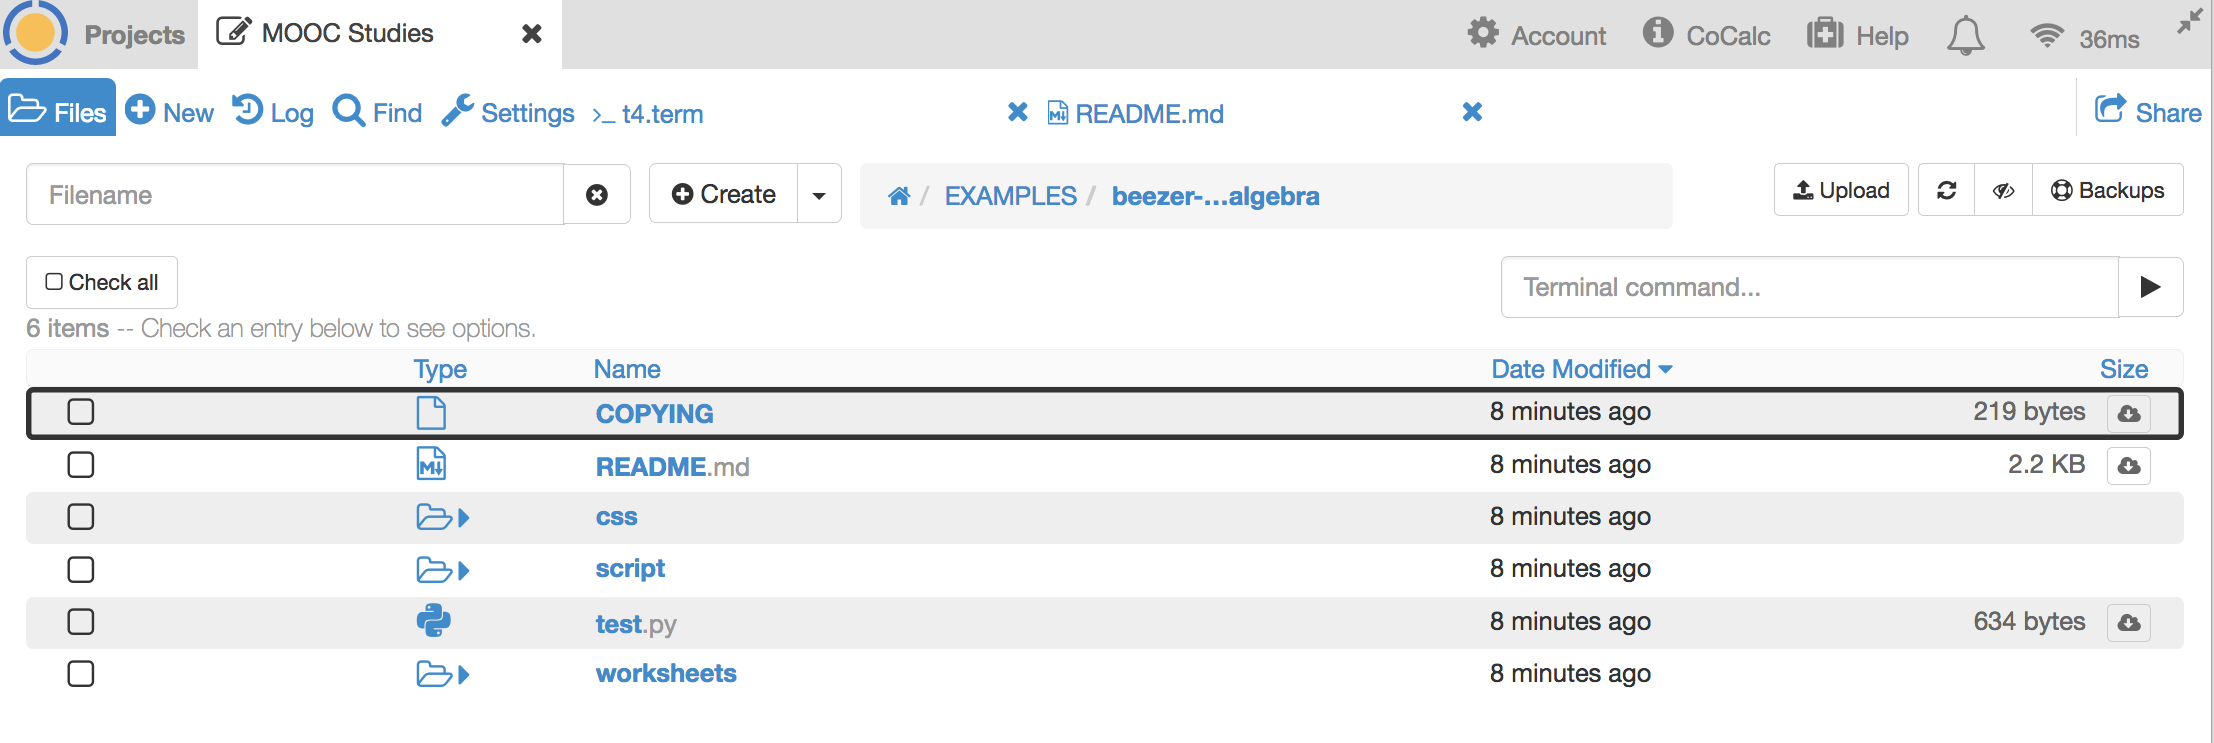 Projects MOOC Studies Account CoCalc Help 36ms
Files New Log Find Settings >_ t4.term README.md Share
Filename Create / EXAMPLES / beezer-...algebra Upload Backups
Check all Terminal command...
6 items -- Check an entry below to see options.
Type Name Date Modified Size
COPYING 8 minutes ago 219 bytes
README.md 8 minutes ago 2.2 KB
css 8 minutes ago
script 8 minutes ago
test.py 8 minutes ago 634 bytes
worksheets 8 minutes ago